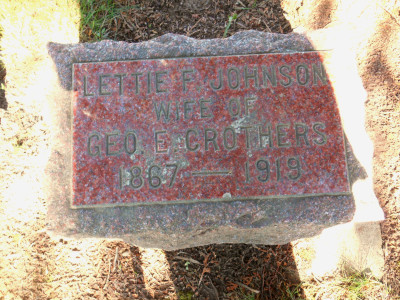 LETTIE F. JOHNSON
WIFE OF
GEO. E. CROTHERS
1867 — 1919